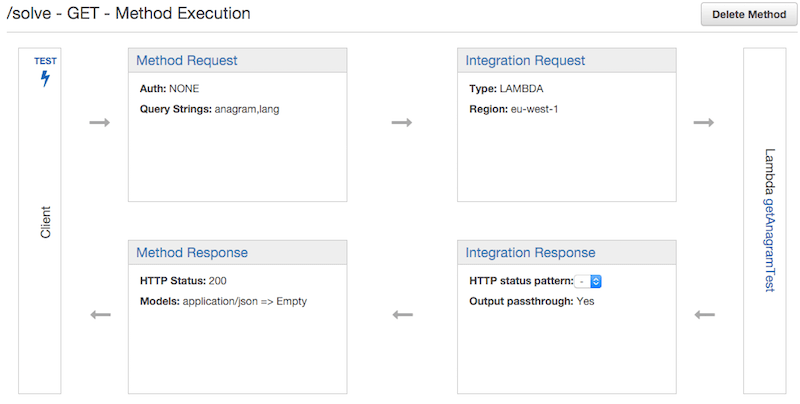 /solve - GET - Method Execution
Delete Method
TEST
Client
Method Request
Auth: NONE
Query Strings: anagram,lang
Integration Request
Type: LAMBDA
Region: eu-west-1
Lambda getAnagramTest
Method Response
HTTP Status: 200
Models: application/json => Empty
Integration Response
HTTP status pattern: -
Output passthrough: Yes